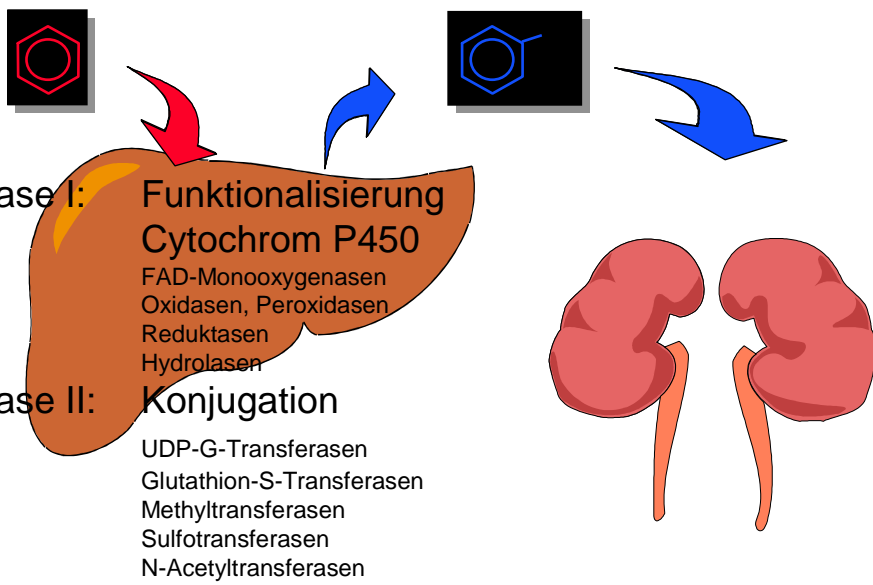 ase I: Funktionalisierung
Cytochrom P450
FAD-Monooxygenasen
Oxidasen, Peroxidasen
Reduktasen
Hydrolasen
ase II: Konjugation
UDP-G-Transferasen
Glutathion-S-Transferasen
Methyltransferasen
Sulfotransferasen
N-Acetyltransferasen